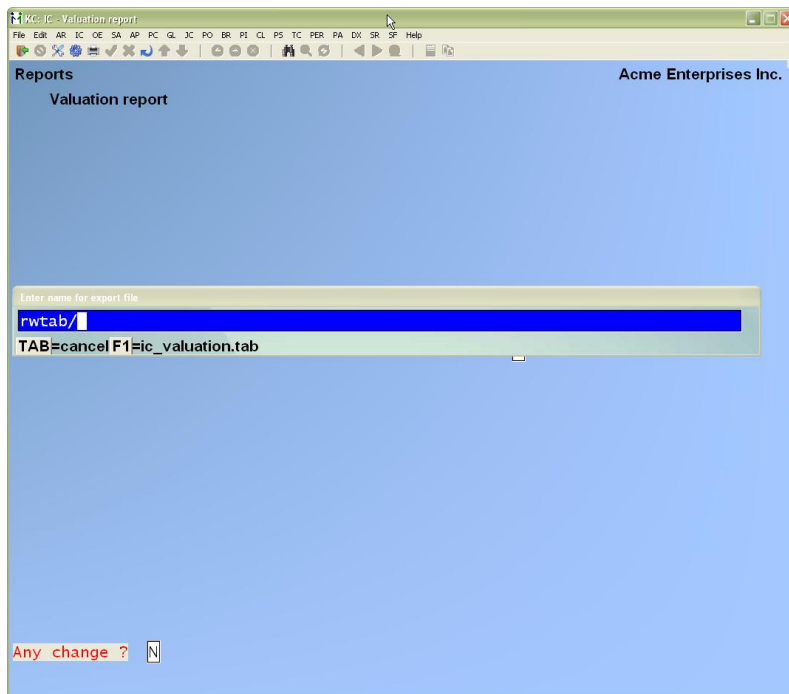 KC: IC - Valuation report
File Edit AR IC OE SA AP PC GL JC PO BR PI CL PS TC PER PA DX SR SF Help
Reports Acme Enterprises Inc.
Valuation report
Enter name for export file
rwtab/
TAB=cancel F1=ic_valuation.tab
Any change ? N